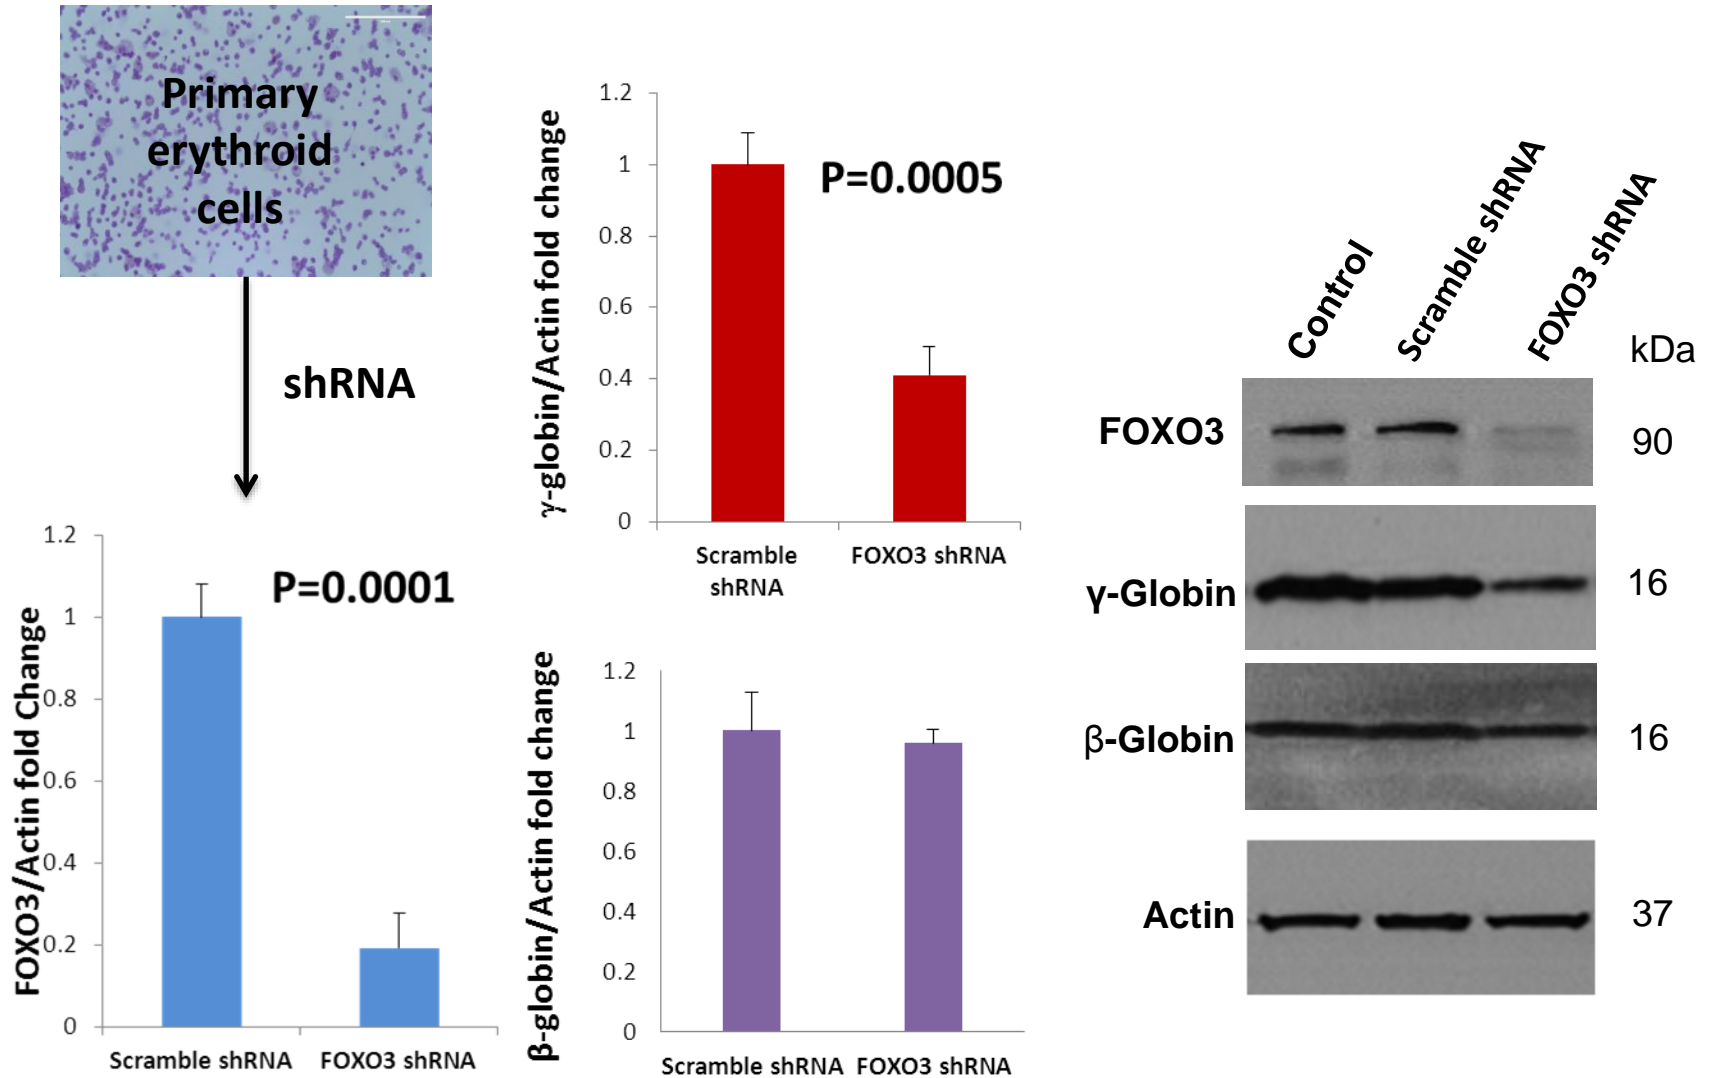 Primary
erythroid
cells
shRNA
FOXO3/Actin fold Change
1.2
1
0.8
0.6
0.4
0.2
0
P=0.0001
Scramble shRNA
FOXO3 shRNA
γ-globin/Actin fold change
1.2
1
0.8
0.6
0.4
0.2
0
P=0.0005
Scramble
shRNA
FOXO3 shRNA
β-globin/Actin fold change
1.2
1
0.8
0.6
0.4
0.2
0
Scramble shRNA
FOXO3 shRNA
Control
Scramble shRNA
FOXO3 shRNA
kDa
FOXO3
90
γ-Globin
16
β-Globin
16
Actin
37